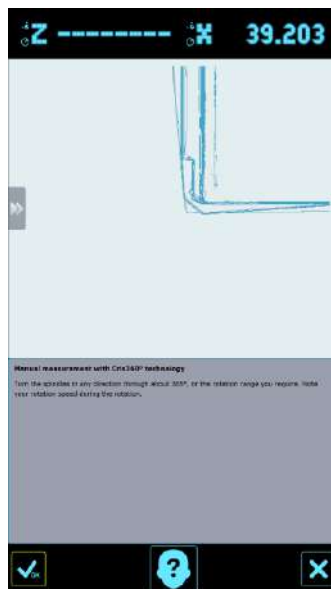 Z -------- X 39.203
Manual measurement with Cris360P technology
Turn the spindles in any direction through about 360°, or the rotation range you require. Note
your rotation speed during the rotation.
?
OK